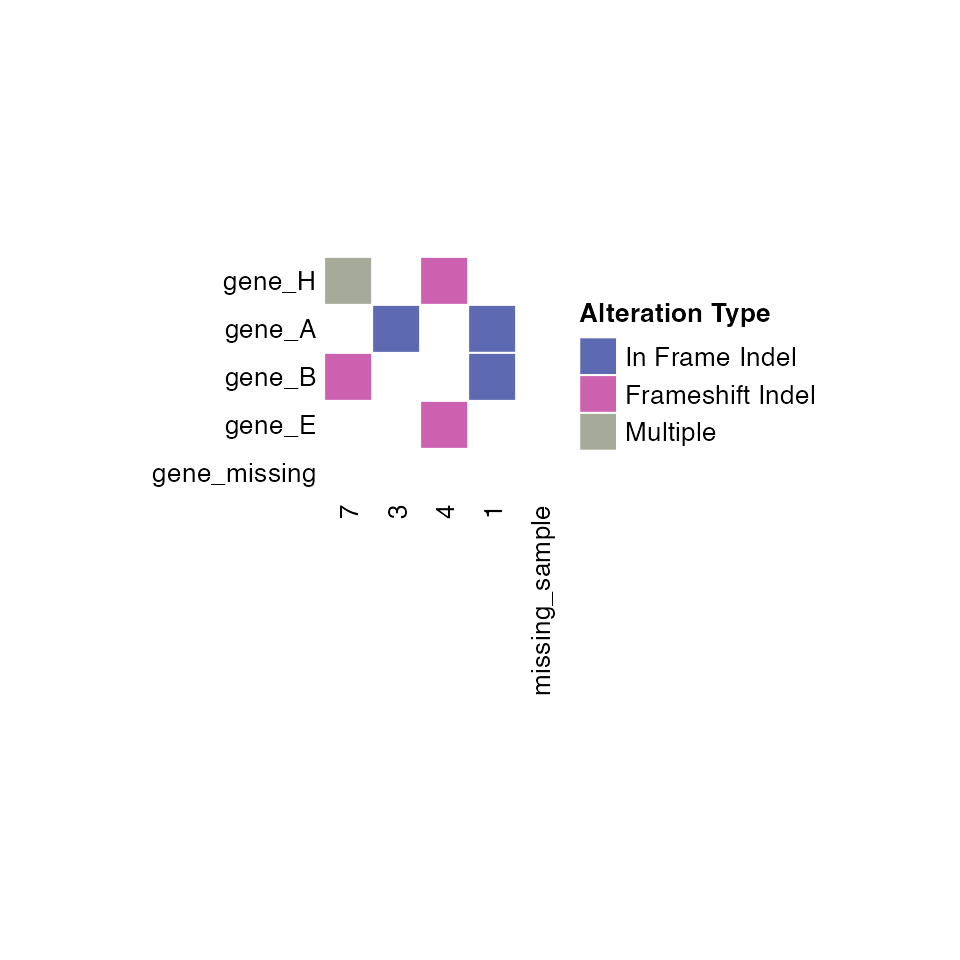 gene_H
gene_A
gene_B
gene_E
gene_missing
7
3
4
1
missing_sample
Alteration Type
In Frame Indel
Frameshift Indel
Multiple